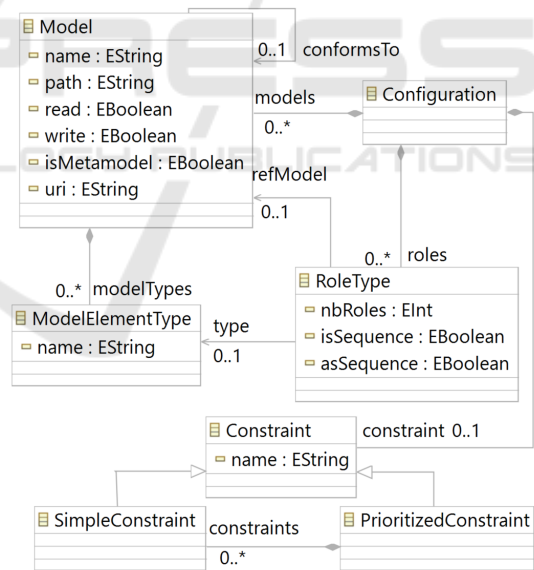 Model
name : EString
path : EString
read : EBoolean
write : EBoolean
isMetamodel : EBoolean
uri : EString
0..1 conformsTo
models
0..*
Configuration
refModel
0..1
0..* roles
RoleType
nbRoles : EInt
isSequence : EBoolean
asSequence : EBoolean
0..* modelTypes
ModelElementType
name : EString
type
0..1
Constraint
name : EString
constraint 0..1
SimpleConstraint
constraints
0..*
PrioritizedConstraint
PRESS
PUBLICATIONS